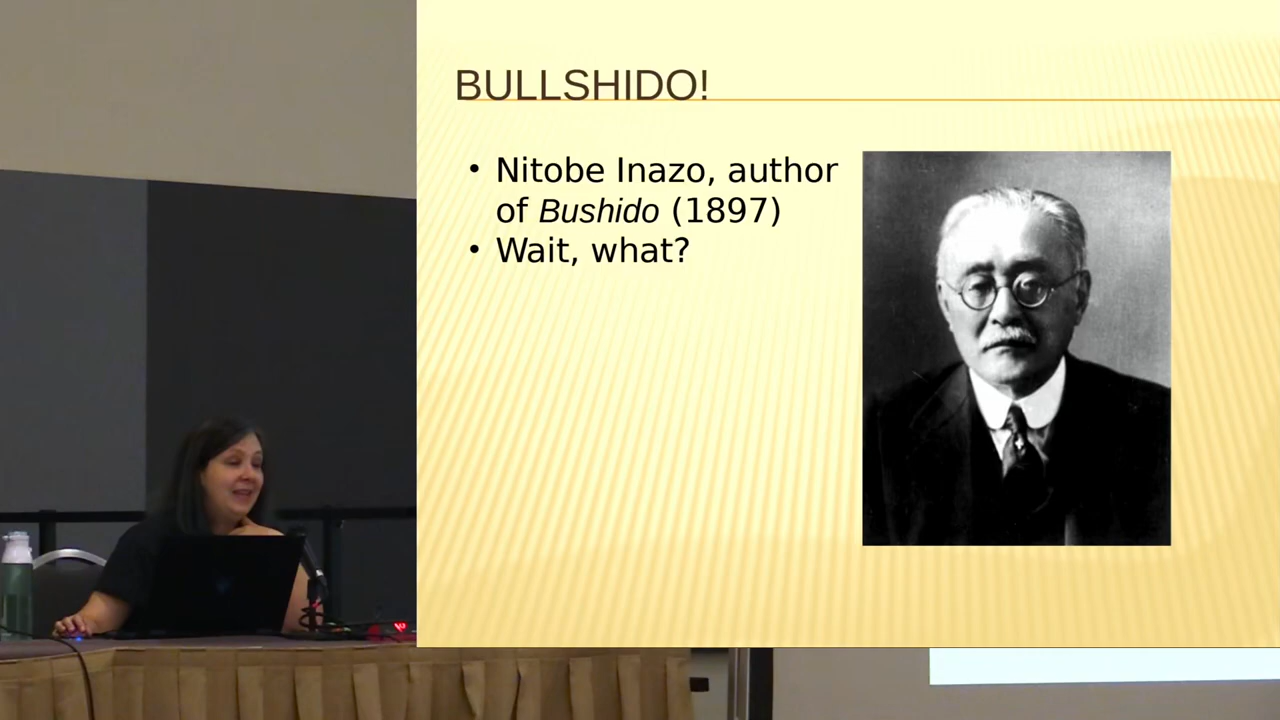 BULLSHIDO!
• Nitobe Inazo, author
of Bushido (1897)
• Wait, what?